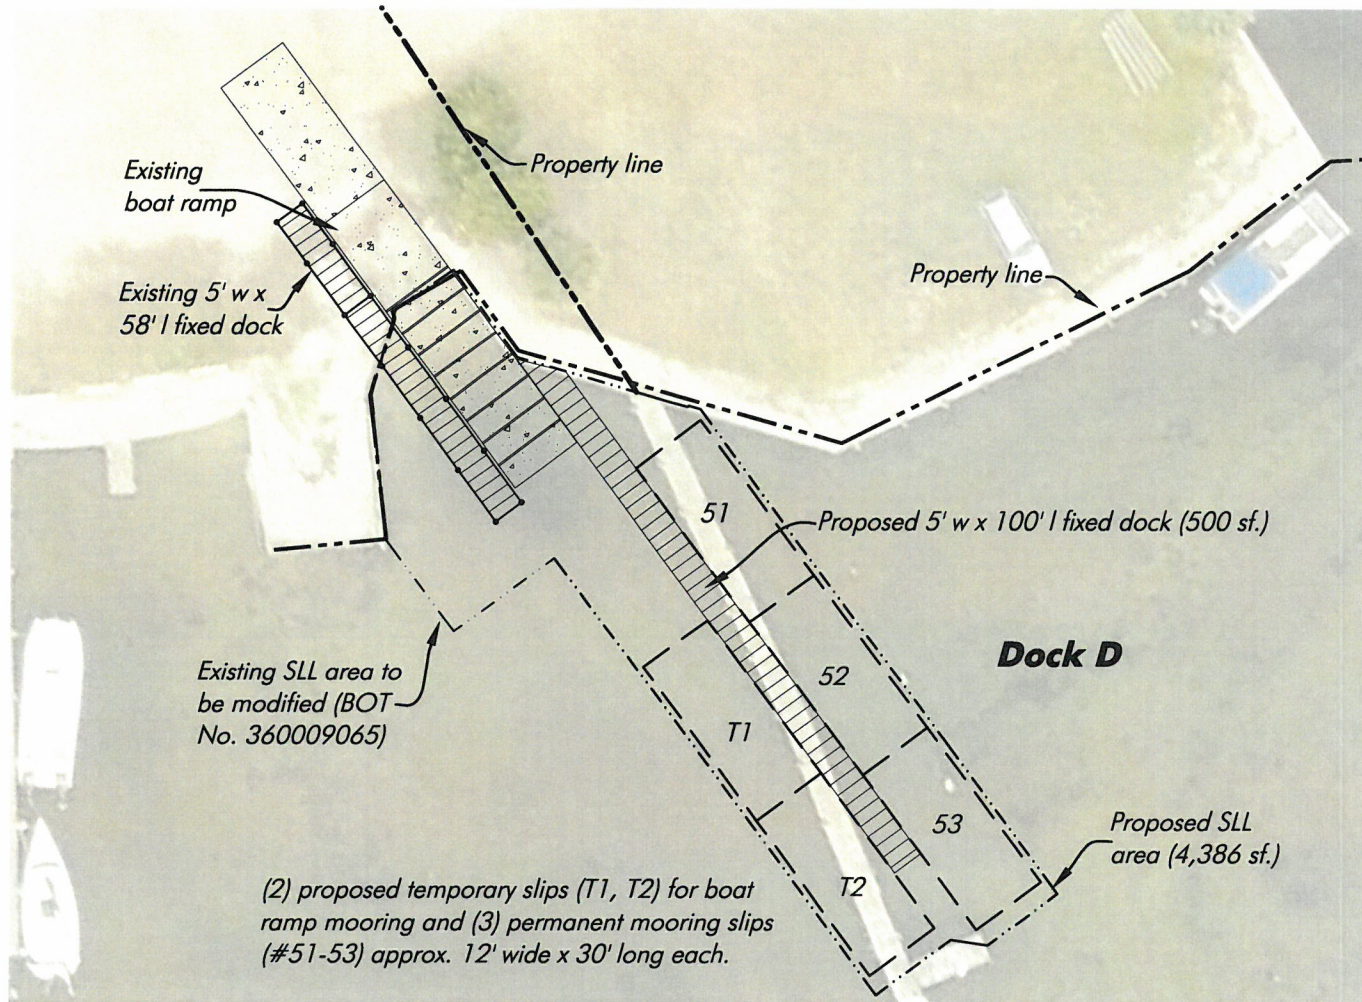 Property line
Existing
boat ramp
Existing 5' w x
58' l fixed dock
Property line
51
Proposed 5' w x 100' l fixed dock (500 sf.)
Dock D
52
Existing SLL area to
be modified (BOT
No. 360009065)
T1
53
Proposed SLL
area (4,386 sf.)
T2
(2) proposed temporary slips (T1, T2) for boat
ramp mooring and (3) permanent mooring slips
(#51-53) approx. 12' wide x 30' long each.